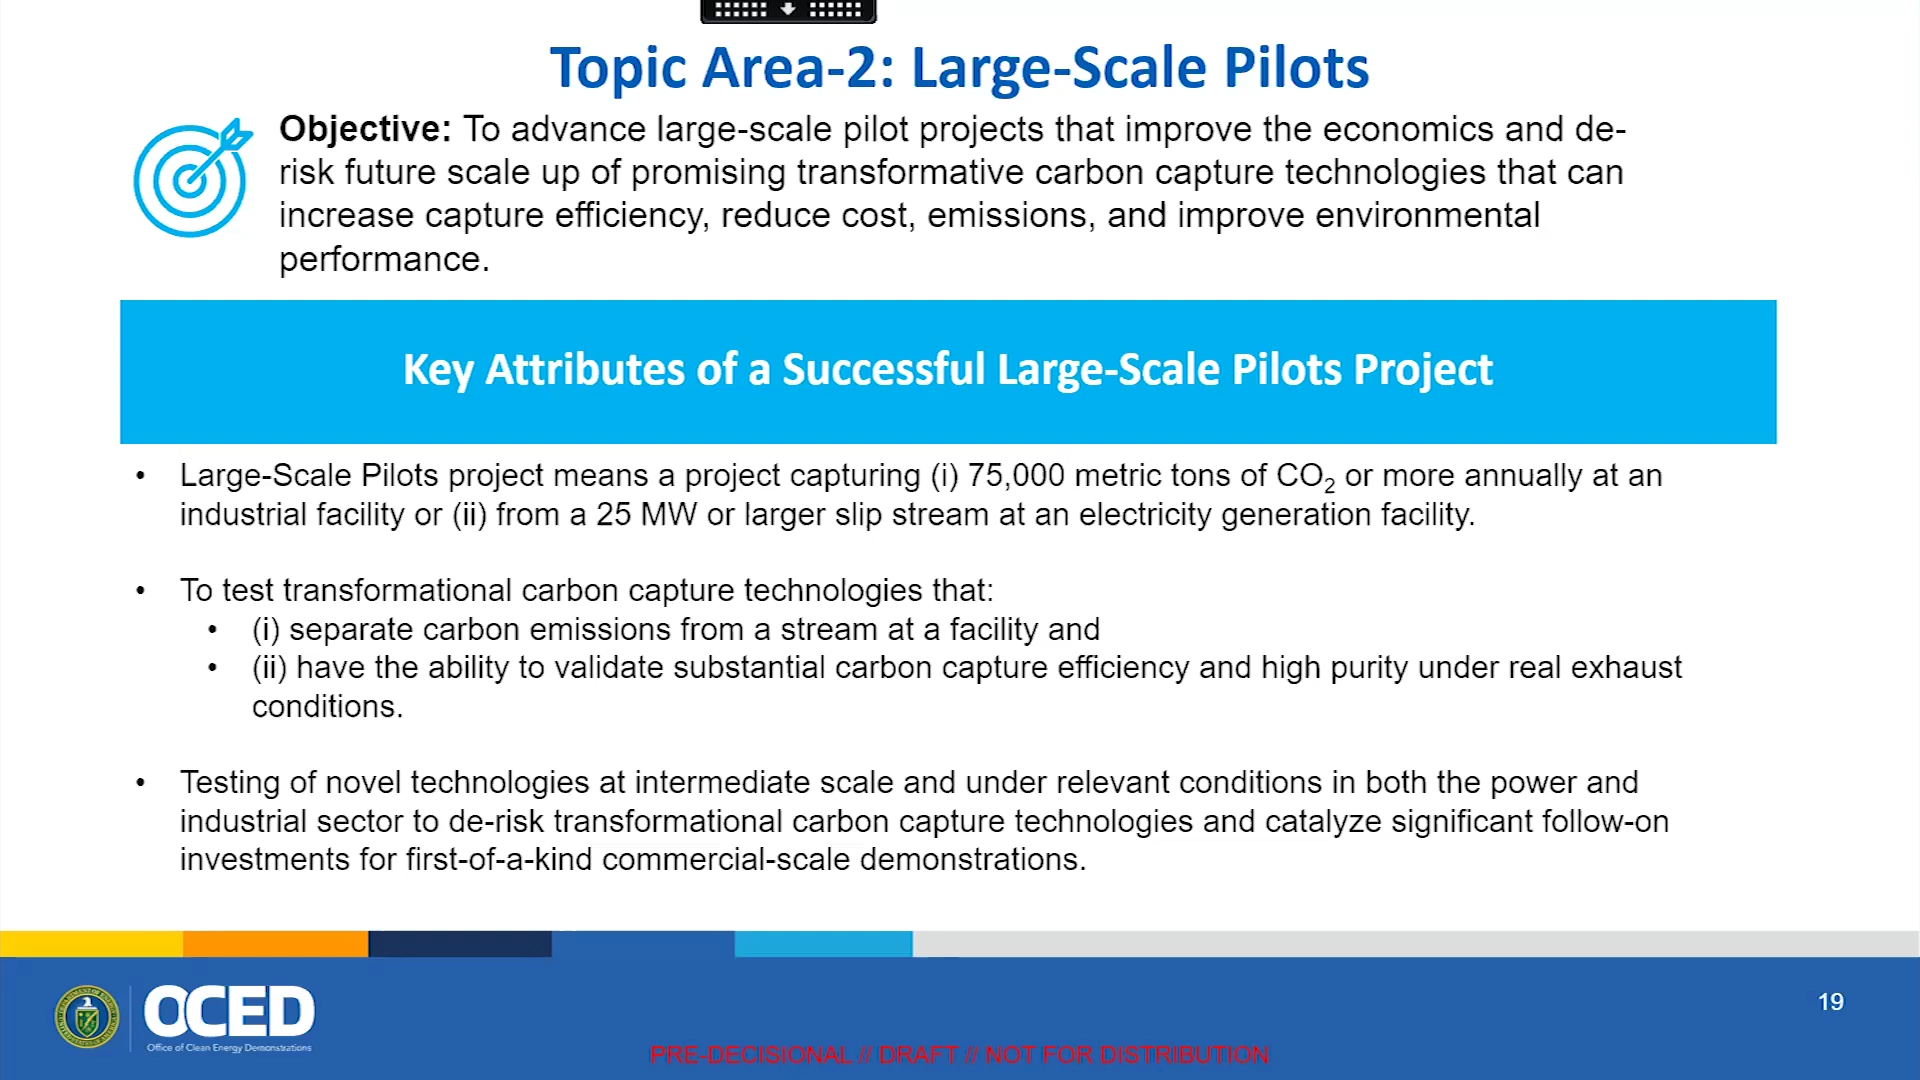 Topic Area-2: Large-Scale Pilots
Objective: To advance large-scale pilot projects that improve the economics and de-
risk future scale up of promising transformative carbon capture technologies that can
increase capture efficiency, reduce cost, emissions, and improve environmental
performance.
Key Attributes of a Successful Large-Scale Pilots Project
• Large-Scale Pilots project means a project capturing (i) 75,000 metric tons of CO₂ or more annually at an
industrial facility or (ii) from a 25 MW or larger slip stream at an electricity generation facility.
• To test transformational carbon capture technologies that:
• (i) separate carbon emissions from a stream at a facility and
• (ii) have the ability to validate substantial carbon capture efficiency and high purity under real exhaust
conditions.
• Testing of novel technologies at intermediate scale and under relevant conditions in both the power and
industrial sector to de-risk transformational carbon capture technologies and catalyze significant follow-on
investments for first-of-a-kind commercial-scale demonstrations.
OCED
Office of Clean Energy Demonstrations
19
PRE-DECISIONAL // DRAFT // NOT FOR DISTRIBUTION